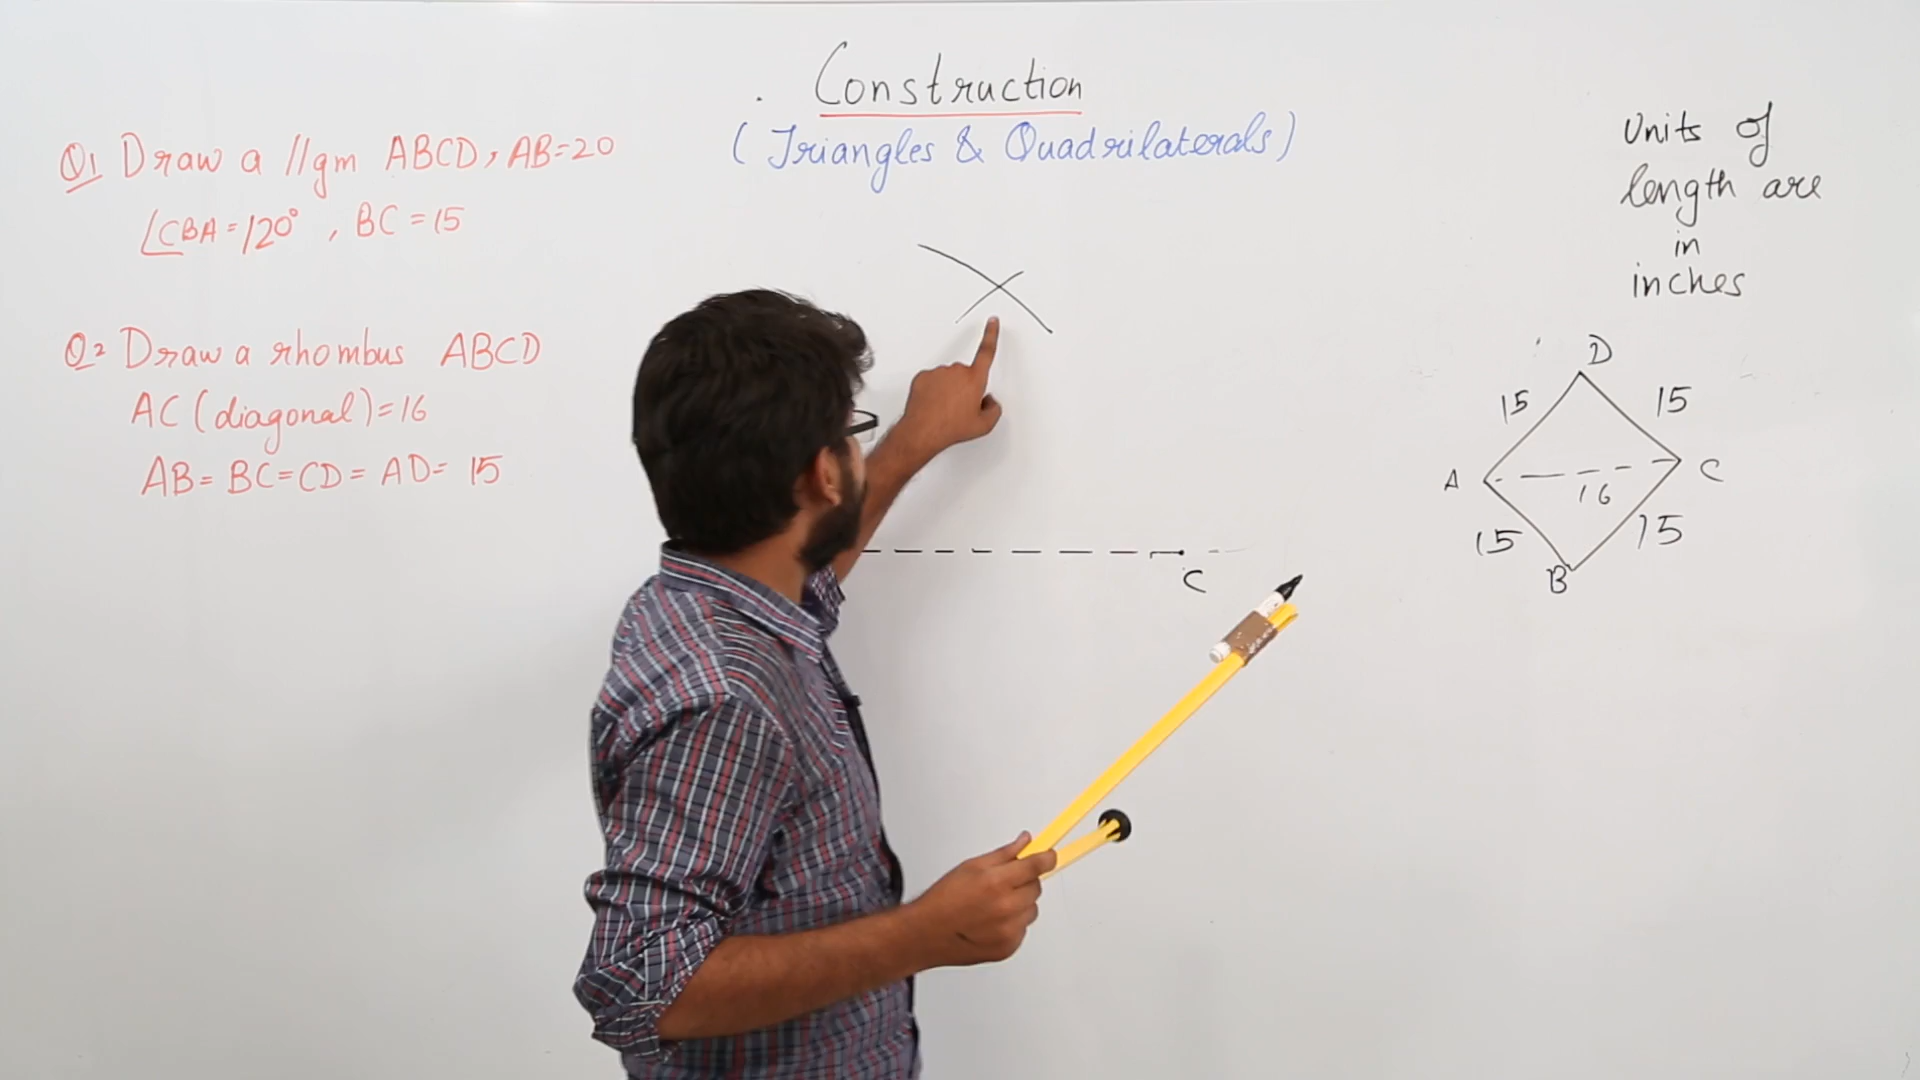 Construction
(Triangles & Quadrilaterals)
Q1 Draw a //gm ABCD, AB=20
∠CBA = 120°, BC = 15
Q2 Draw a rhombus ABCD
AC (diagonal) = 16
AB = BC = CD = AD = 15
Units of
length are
in
inches
D
15 15
A C
16
15 15
B
C